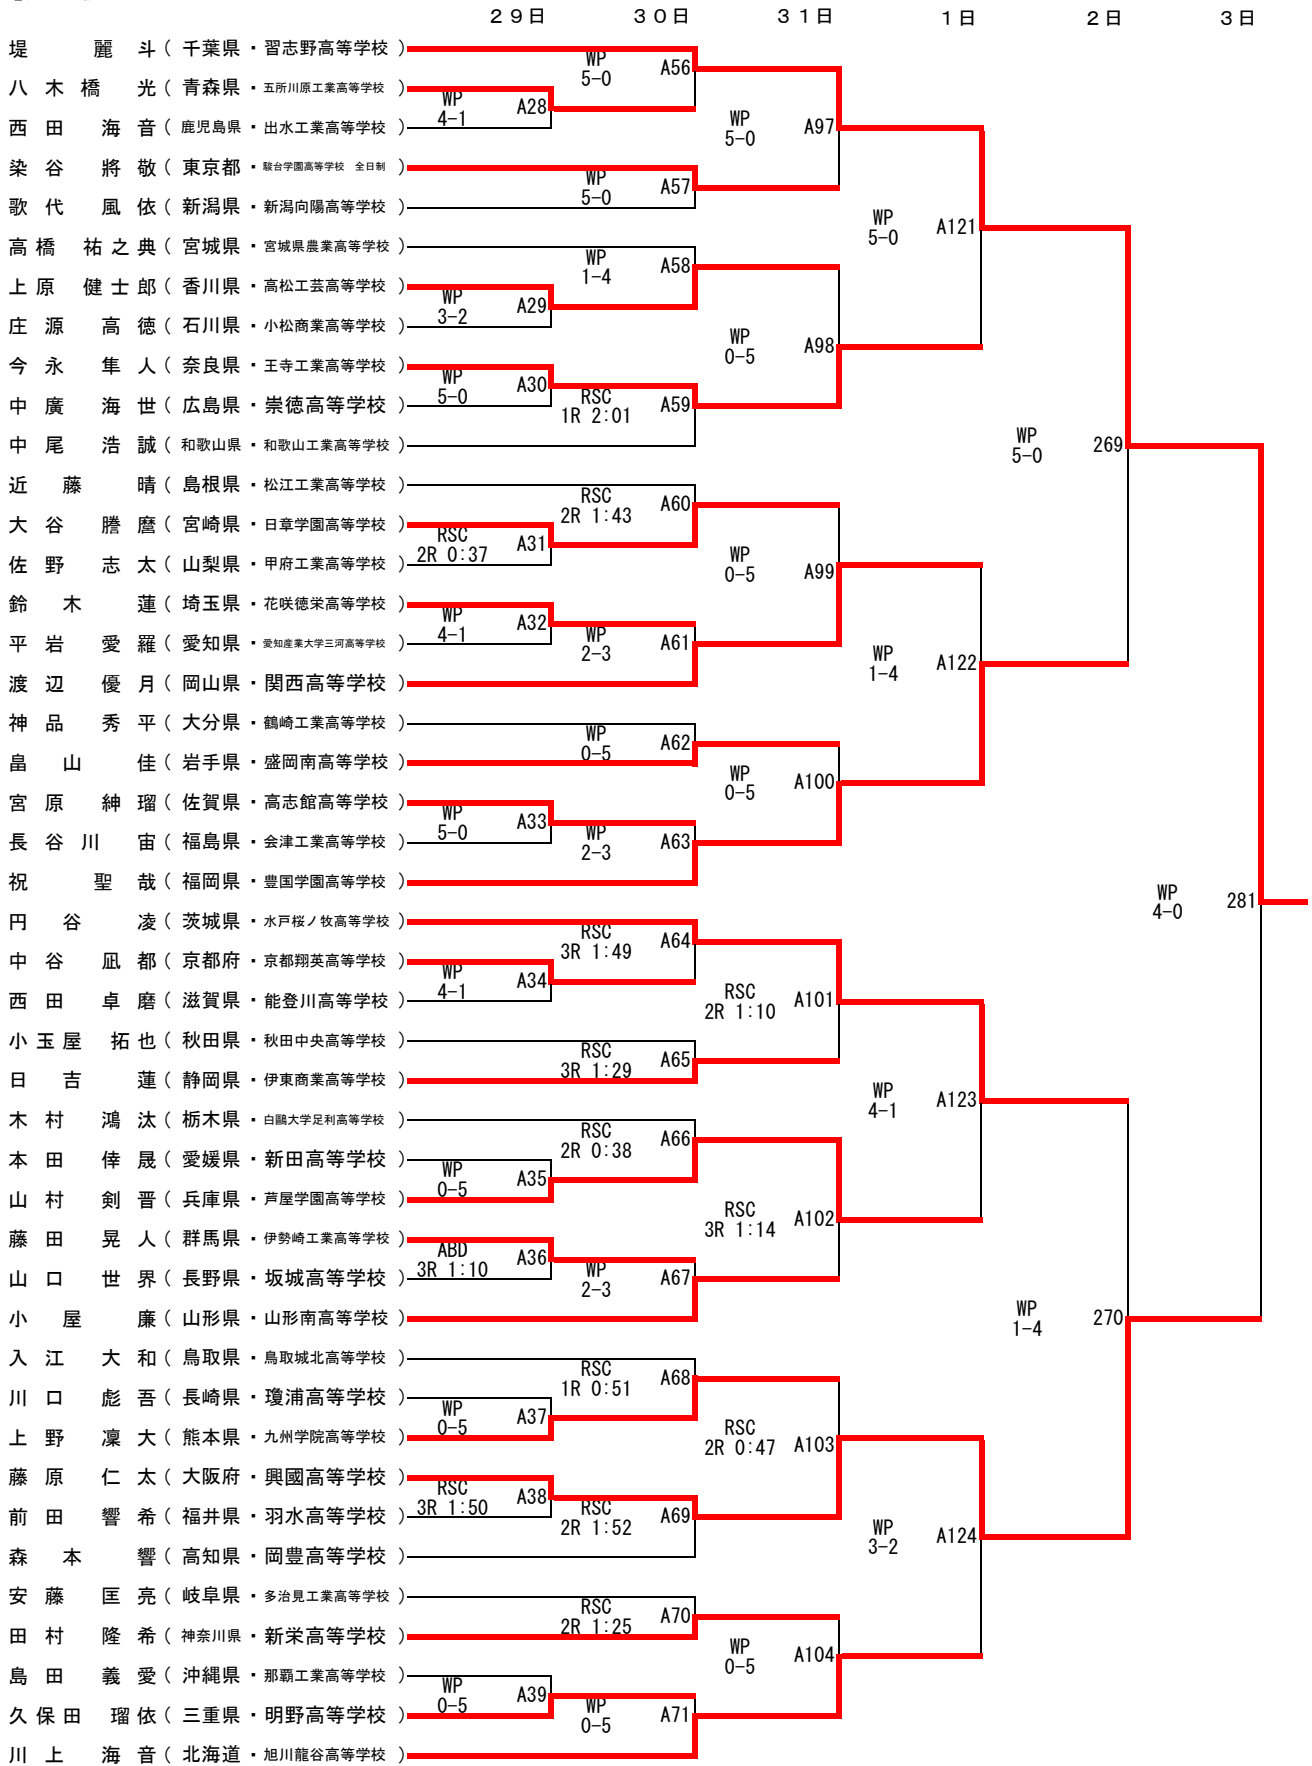 29日 30日 31日 1日 2日 3日
堤 麗斗(千葉県・習志野高等学校)
WP 5-0 A56
八木橋 光(青森県・五所川原工業高等学校)
WP 4-1 A28
西田 海音(鹿児島県・出水工業高等学校)
WP 5-0 A97
染谷 將敬(東京都・駿台学園高等学校 全日制)
WP 5-0 A57
歌代 風依(新潟県・新潟向陽高等学校)
WP 5-0 A121
高橋 祐之典(宮城県・宮城県農業高等学校)
WP 1-4 A58
上原 健士郎(香川県・高松工芸高等学校)
WP 3-2 A29
庄源 高徳(石川県・小松商業高等学校)
WP 0-5 A98
今永 隼人(奈良県・王寺工業高等学校)
WP 5-0 A30
中廣 海世(広島県・崇徳高等学校)
RSC 1R 2:01 A59
中尾 浩誠(和歌山県・和歌山工業高等学校)
WP 5-0 269
近藤 晴(島根県・松江工業高等学校)
RSC 2R 1:43 A60
大谷 謄麿(宮崎県・日章学園高等学校)
RSC 2R 0:37 A31
佐野 志太(山梨県・甲府工業高等学校)
WP 0-5 A99
鈴木 蓮(埼玉県・花咲徳栄高等学校)
WP 4-1 A32
平岩 愛羅(愛知県・愛知産業大学三河高等学校)
WP 2-3 A61
渡辺 優月(岡山県・関西高等学校)
WP 1-4 A122
神品 秀平(大分県・鶴崎工業高等学校)
WP 0-5 A62
畠山 佳(岩手県・盛岡南高等学校)
WP 0-5 A100
宮原 紳瑠(佐賀県・高志館高等学校)
WP 5-0 A33
長谷川 宙(福島県・会津工業高等学校)
WP 2-3 A63
祝 聖哉(福岡県・豊国学園高等学校)
WP 4-0 281
円谷 凌(茨城県・水戸桜ノ牧高等学校)
RSC 3R 1:49 A64
中谷 凪都(京都府・京都翔英高等学校)
WP 4-1 A34
西田 卓磨(滋賀県・能登川高等学校)
RSC 2R 1:10 A101
小玉屋 拓也(秋田県・秋田中央高等学校)
RSC 3R 1:29 A65
日吉 蓮(静岡県・伊東商業高等学校)
WP 4-1 A123
木村 鴻汰(栃木県・白鷗大学足利高等学校)
RSC 2R 0:38 A66
本田 倖晟(愛媛県・新田高等学校)
WP 0-5 A35
山村 剣晋(兵庫県・芦屋学園高等学校)
RSC 3R 1:14 A102
藤田 晃人(群馬県・伊勢崎工業高等学校)
ABD 3R 1:10 A36
山口 世界(長野県・坂城高等学校)
WP 2-3 A67
小屋 廉(山形県・山形南高等学校)
WP 1-4 270
入江 大和(鳥取県・鳥取城北高等学校)
RSC 1R 0:51 A68
川口 彪吾(長崎県・瓊浦高等学校)
WP 0-5 A37
上野 凜大(熊本県・九州学院高等学校)
RSC 2R 0:47 A103
藤原 仁太(大阪府・興國高等学校)
RSC 3R 1:50 A38
前田 響希(福井県・羽水高等学校)
RSC 2R 1:52 A69
森本 響(高知県・岡豊高等学校)
WP 3-2 A124
安藤 匡亮(岐阜県・多治見工業高等学校)
RSC 2R 1:25 A70
田村 隆希(神奈川県・新栄高等学校)
WP 0-5 A104
島田 義愛(沖縄県・那覇工業高等学校)
WP 0-5 A39
久保田 瑠依(三重県・明野高等学校)
WP 0-5 A71
川上 海音(北海道・旭川龍谷高等学校)